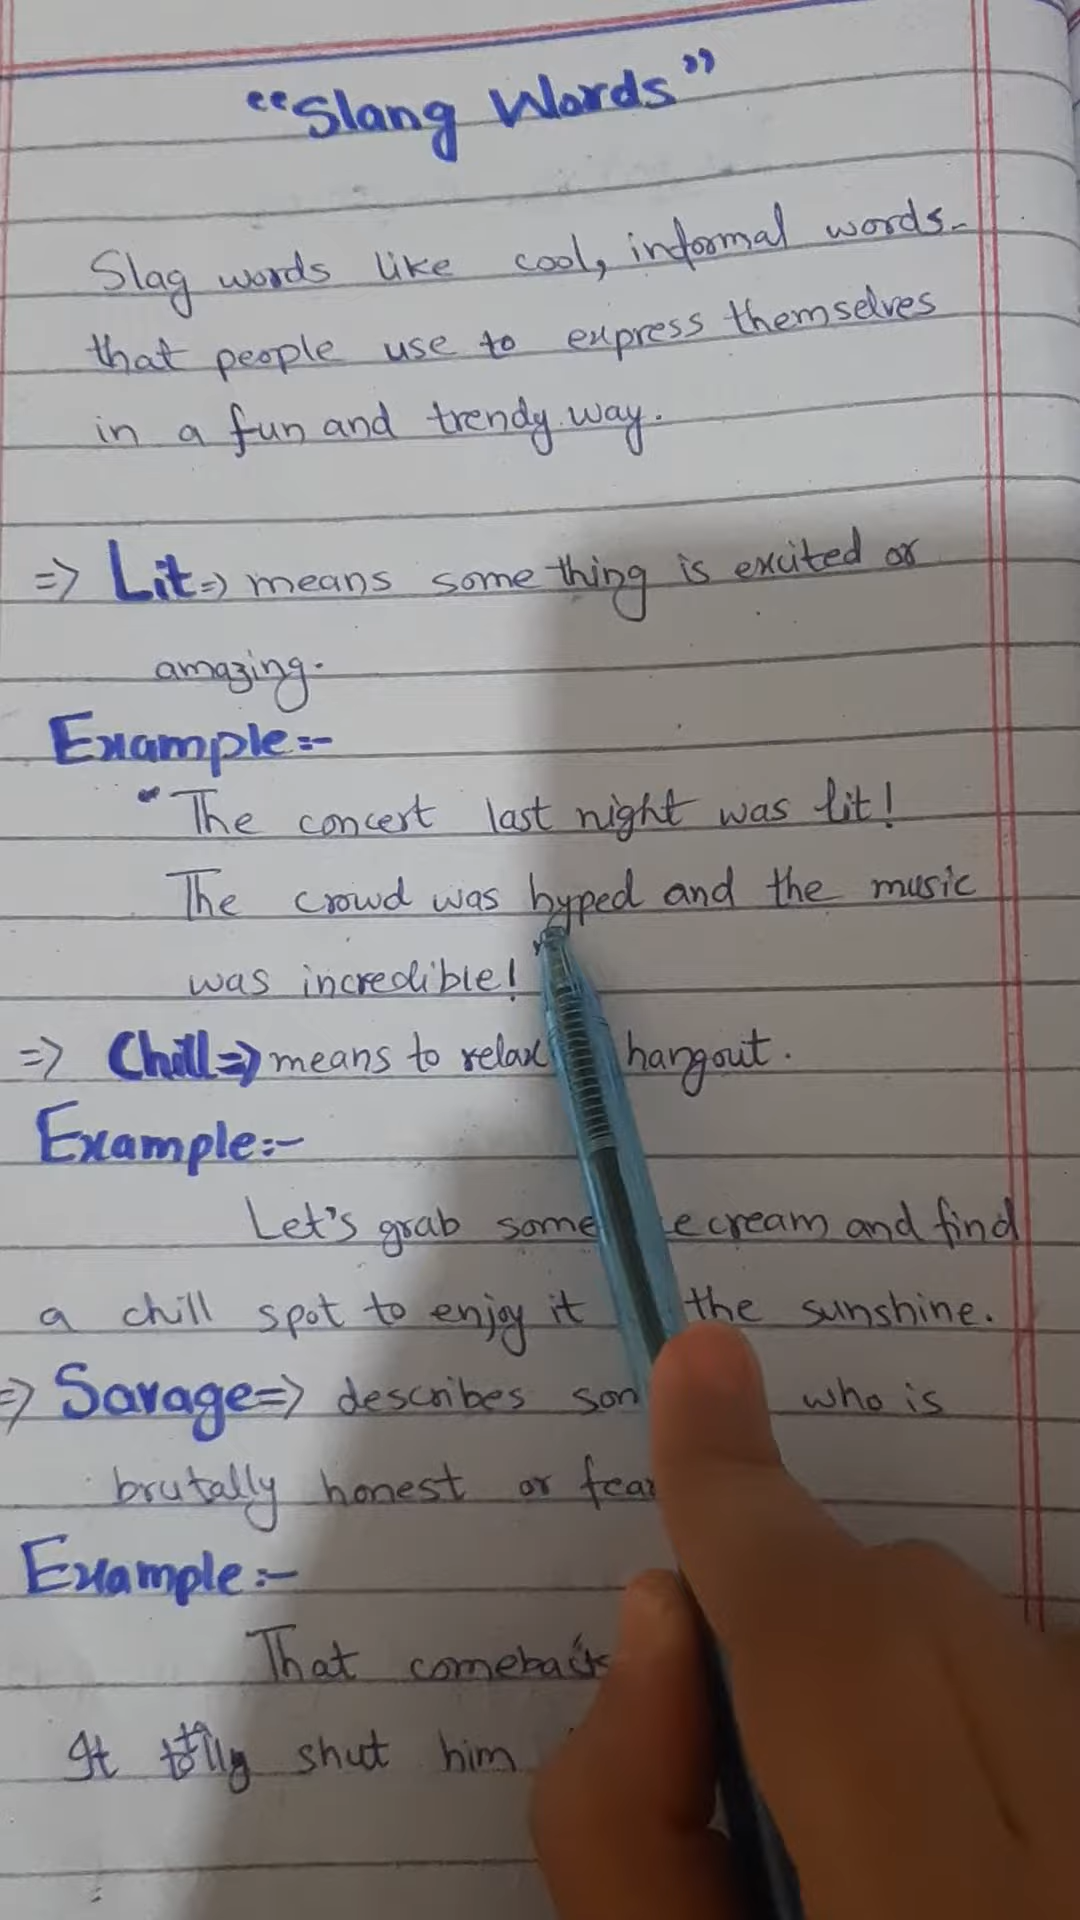 "Slang Words"
Slag words like cool, informal words
that people use to express themselves
in a fun and trendy way.
=> Lit => means some thing is excited or
amazing.
Example:-
"The concert last night was lit!
The crowd was hyped and the music
was incredible!
=> Chill => means to relax hangout.
Example:-
Let's grab some cream and find
a chill spot to enjoy it the sunshine.
=> Savage => describes who is
brutally honest or
Example:-
That
It shut him